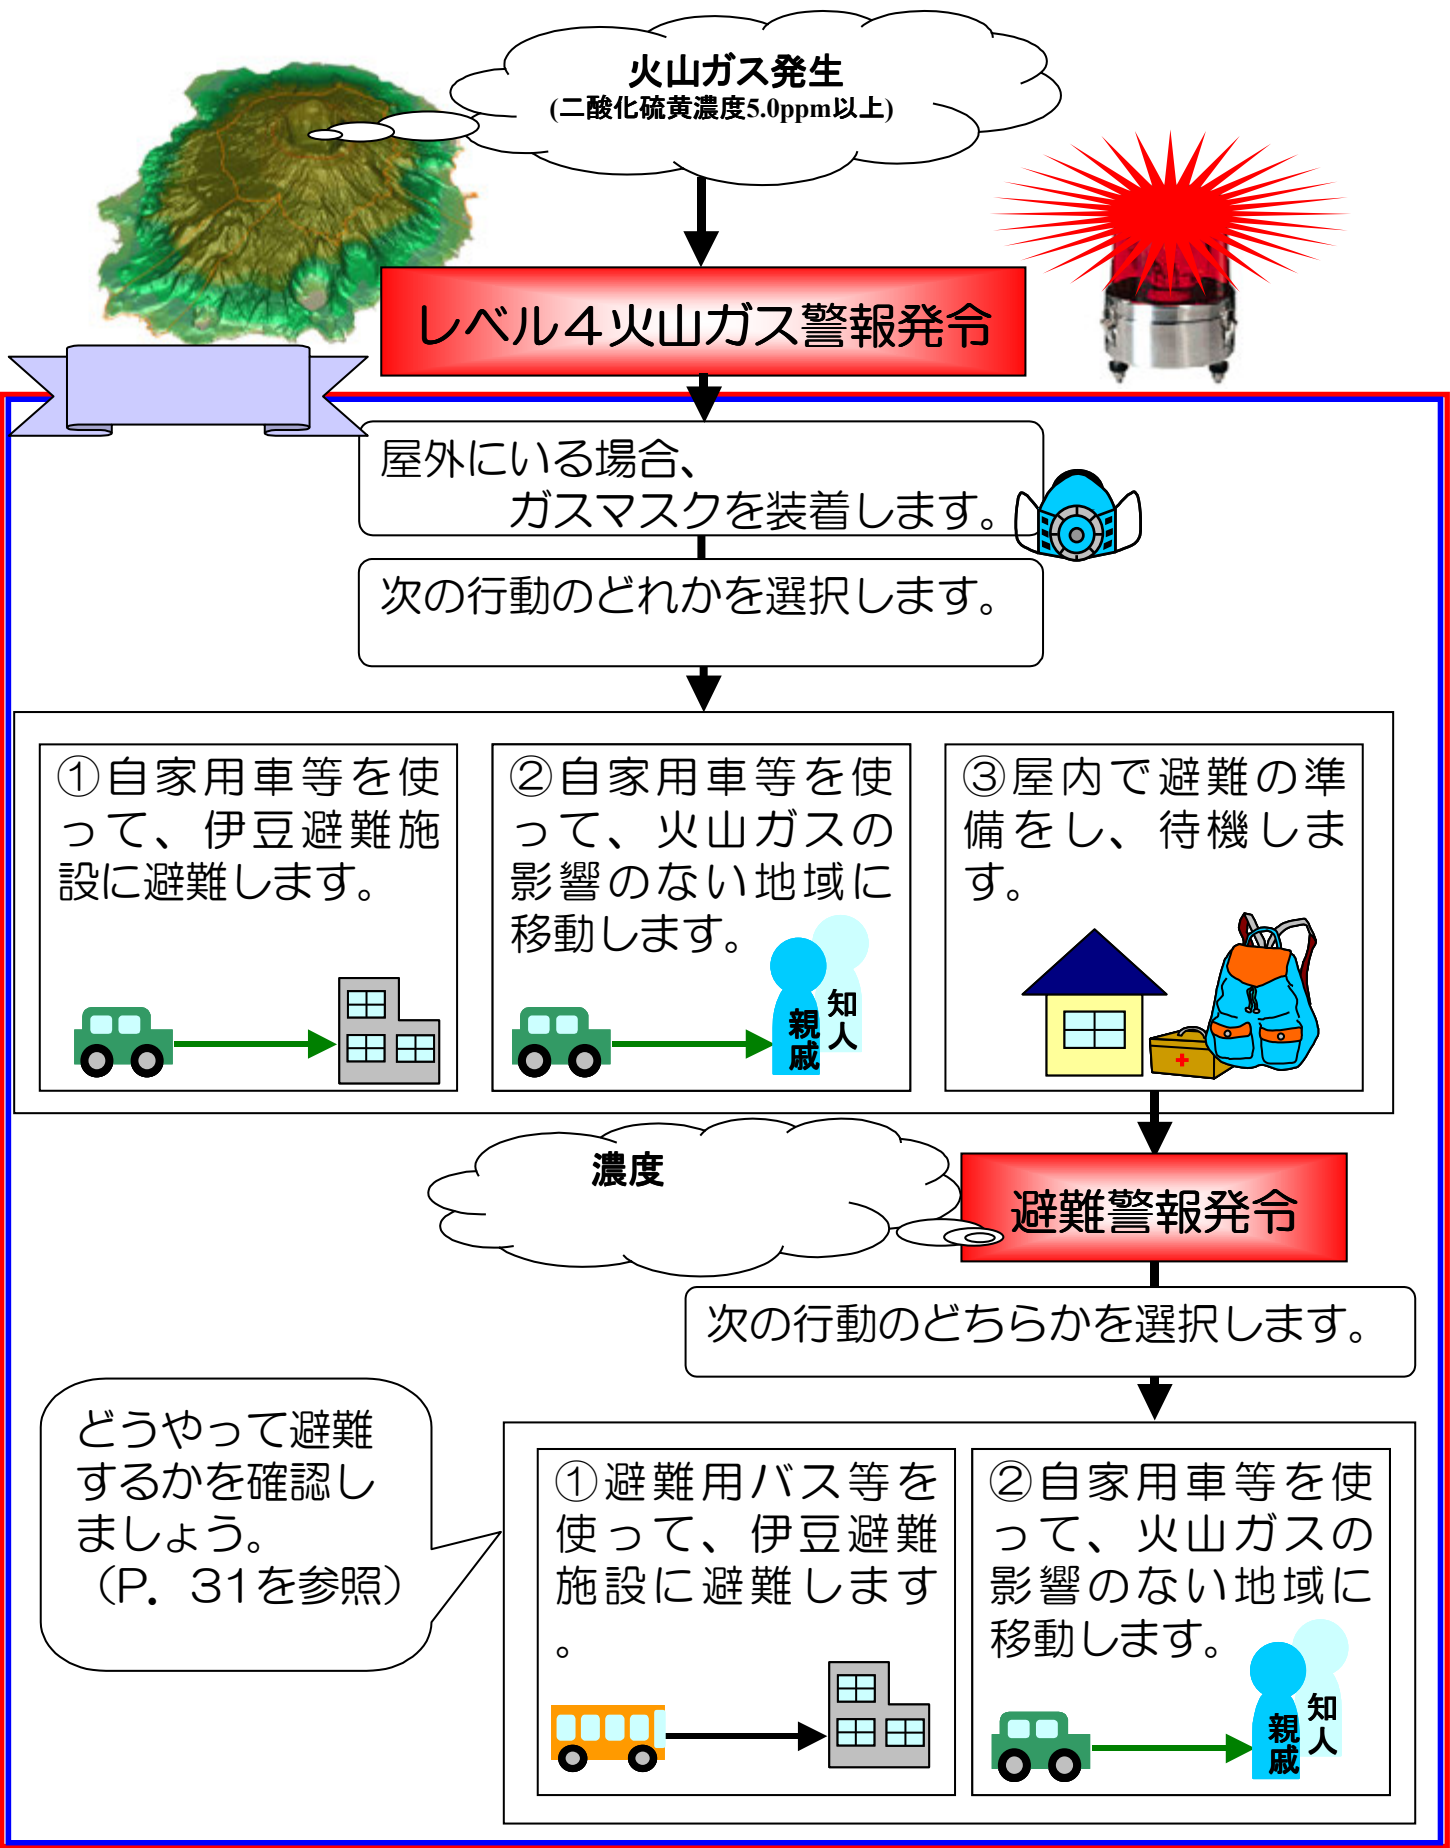 火山ガス発生
(二酸化硫黄濃度5.0ppm以上)
レベル４火山ガス警報発令
屋外にいる場合、
ガスマスクを装着します。
次の行動のどれかを選択します。
①自家用車等を使
って、伊豆避難施
設に避難します。
②自家用車等を使
って、火山ガスの
影響のない地域に
移動します。
親戚
知人
③屋内で避難の準
備をし、待機しま
す。
濃度
避難警報発令
次の行動のどちらかを選択します。
どうやって避難
するかを確認し
ましょう。
（P．31を参照）
①避難用バス等を
使って、伊豆避難
施設に避難します
。
②自家用車等を使
って、火山ガスの
影響のない地域に
移動します。
親戚
知人